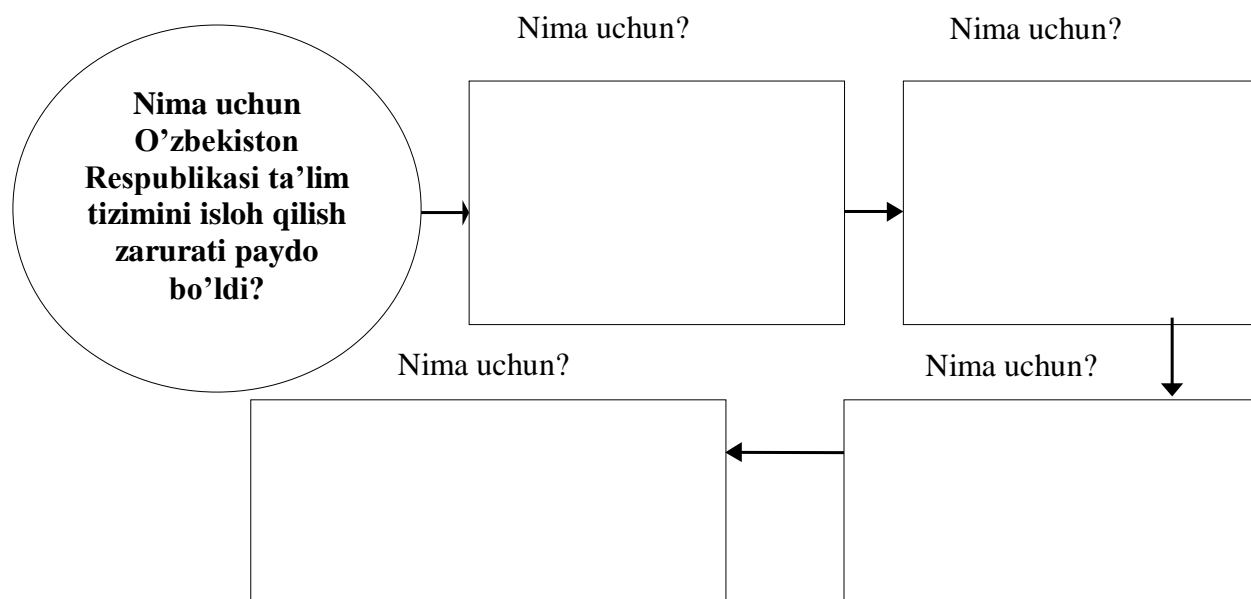 Nima uchun?
Nima uchun?
Nima uchun
O’zbekiston
Respublikasi ta’lim
tizimini isloh qilish
zarurati paydo
bo’ldi?
Nima uchun?
Nima uchun?